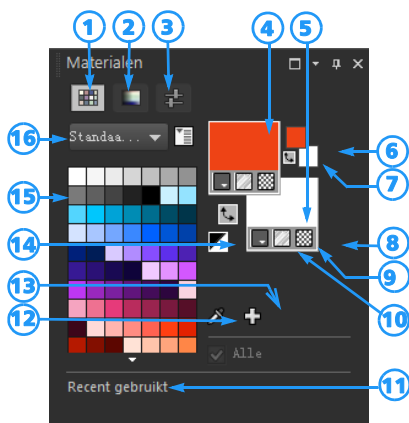 1 2 3 4 5
Materialen
16 Standaa... 6
7
15
14 8
9
13 10
12
Alle
Recent gebruikt 11